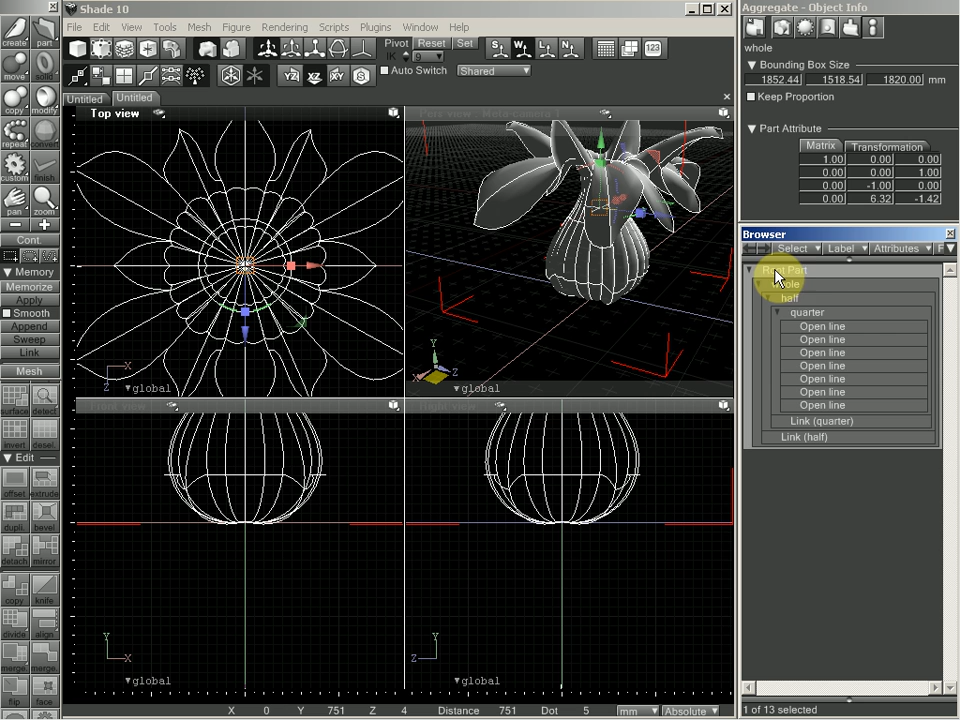 Shade 10
File Edit View Tools Mesh Figure Rendering Scripts Plugins Window Help
Pivot Reset Set
IK 9
123
S W L N
YZ XZ XY S
Auto Switch Shared
Untitled Untitled
Top view
create part
move solid
copy modify
repeat convert
custom finish
pan zoom
Cont.
Memory
Memorize
Apply
Smooth
Append
Sweep
Link
Mesh
surface detect
invert desel.
Edit
offset extrude
dupli. bevel
detach mirror
copy knife
divide align
merge. merge.
flip face
X Z global
Y X Z global
Y X global
Y Z global
X 0 Y 751 Z 4 Distance 751 Dot 5 mm Absolute
Aggregate - Object Info
whole
Bounding Box Size
1852.44 1518.54 1820.00 mm
Keep Proportion
Part Attribute
Matrix Transformation
1.00 0.00 0.00
0.00 0.00 1.00
0.00 -1.00 0.00
0.00 6.32 -1.42
Browser
Select Label Attributes F
Part
half
quarter
Open line
Open line
Open line
Open line
Open line
Open line
Open line
Link (quarter)
Link (half)
1 of 13 selected